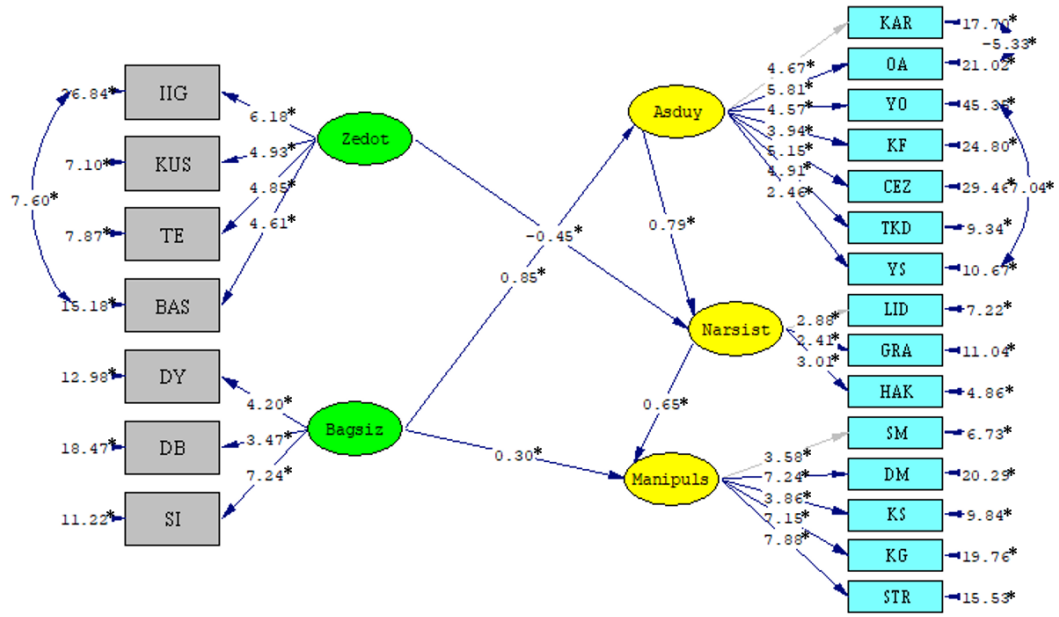 KAR
17.70*
-5.33*
OA
21.02*
YO
KF
24.80*
CEZ
7.04*
TKD
9.34*
YS
10.67*
LID
7.22*
GRA
11.04*
HAK
4.86*
SM
6.73*
DM
20.29*
KS
9.84*
KG
19.76*
STR
15.53*
4.67*
5.81*
4.57*
3.94*
5.15*
4.91*
2.46*
2.88*
2.41*
3.01*
3.58*
7.24*
3.86*
7.15*
7.88*
Asduy
Narsist
Manipuls
0.79*
0.65*
-0.45*
0.85*
0.30*
Zedot
Bagsiz
6.18*
4.93*
4.85*
4.61*
4.20*
3.47*
7.24*
IIG
KUS
TE
BAS
DY
DB
SI
7.10*
7.60*
7.87*
15.18*
12.98*
18.47*
11.22*